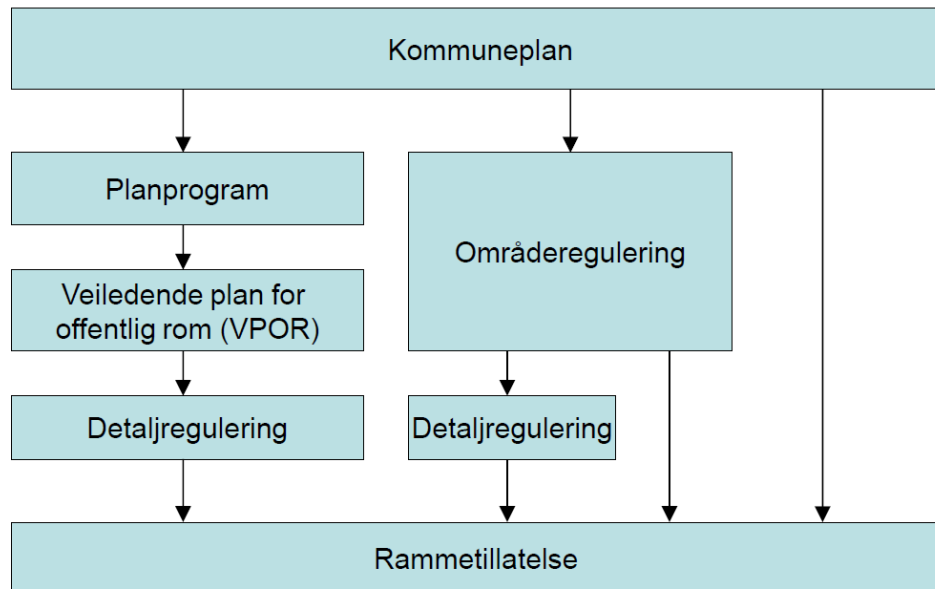 Kommuneplan
Planprogram
Veiledende plan for
offentlig rom (VPOR)
Detaljregulering
Områderegulering
Detaljregulering
Rammetillatelse